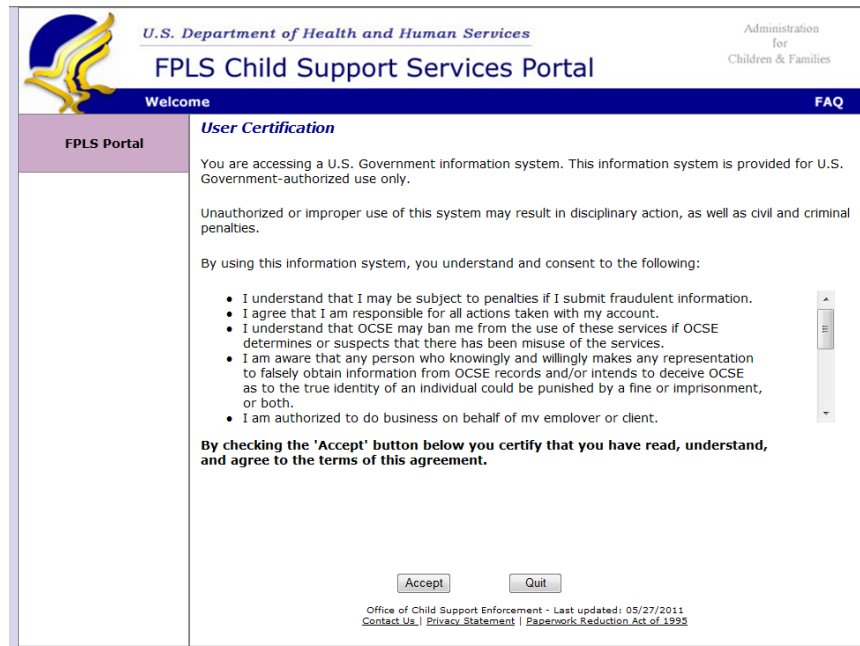 U.S. Department of Health and Human Services
Administration
for
Children & Families
FPLS Child Support Services Portal
Welcome
FAQ
FPLS Portal
User Certification
You are accessing a U.S. Government information system. This information system is provided for U.S.
Government-authorized use only.
Unauthorized or improper use of this system may result in disciplinary action, as well as civil and criminal
penalties.
By using this information system, you understand and consent to the following:
• I understand that I may be subject to penalties if I submit fraudulent information.
• I agree that I am responsible for all actions taken with my account.
• I understand that OCSE may ban me from the use of these services if OCSE
determines or suspects that there has been misuse of the services.
• I am aware that any person who knowingly and willingly makes any representation
to falsely obtain information from OCSE records and/or intends to deceive OCSE
as to the true identity of an individual could be punished by a fine or imprisonment,
or both.
• I am authorized to do business on behalf of my employer or client.
By checking the 'Accept' button below you certify that you have read, understand,
and agree to the terms of this agreement.
Accept
Quit
Office of Child Support Enforcement - Last updated: 05/27/2011
Contact Us | Privacy Statement | Paperwork Reduction Act of 1995